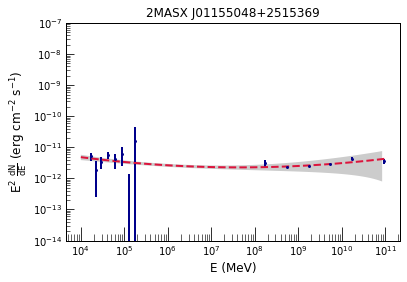 2MASX J01155048+2515369
10⁻⁷
10⁻⁸
10⁻⁹
10⁻¹⁰
10⁻¹¹
10⁻¹²
10⁻¹³
10⁻¹⁴
E² dN/dE (erg cm⁻² s⁻¹)
10⁴ 10⁵ 10⁶ 10⁷ 10⁸ 10⁹ 10¹⁰ 10¹¹
E (MeV)